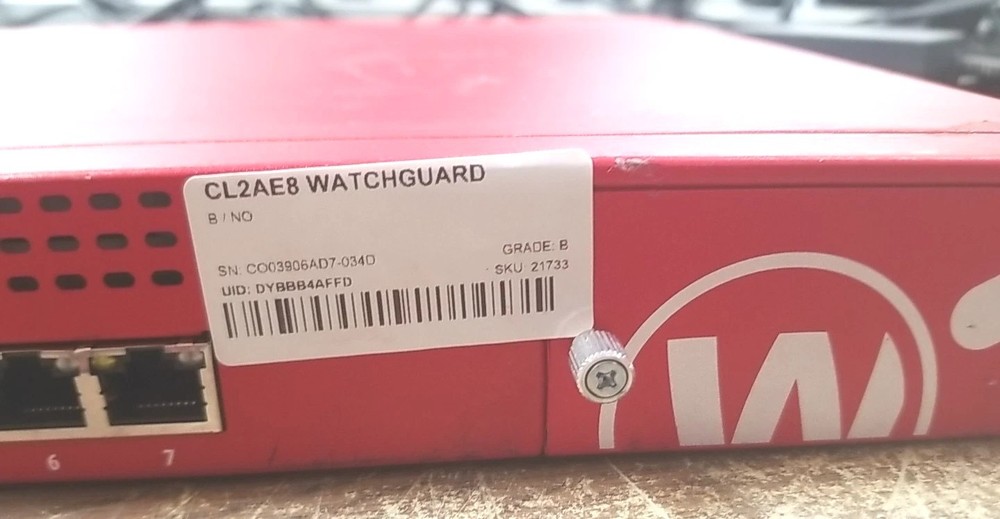 CL2AE8 WATCHGUARD
B / NO
SN: CO03906AD7-034D
GRADE: B
SKU: 21733
UID: DYBBB4AFFD
6 7
W